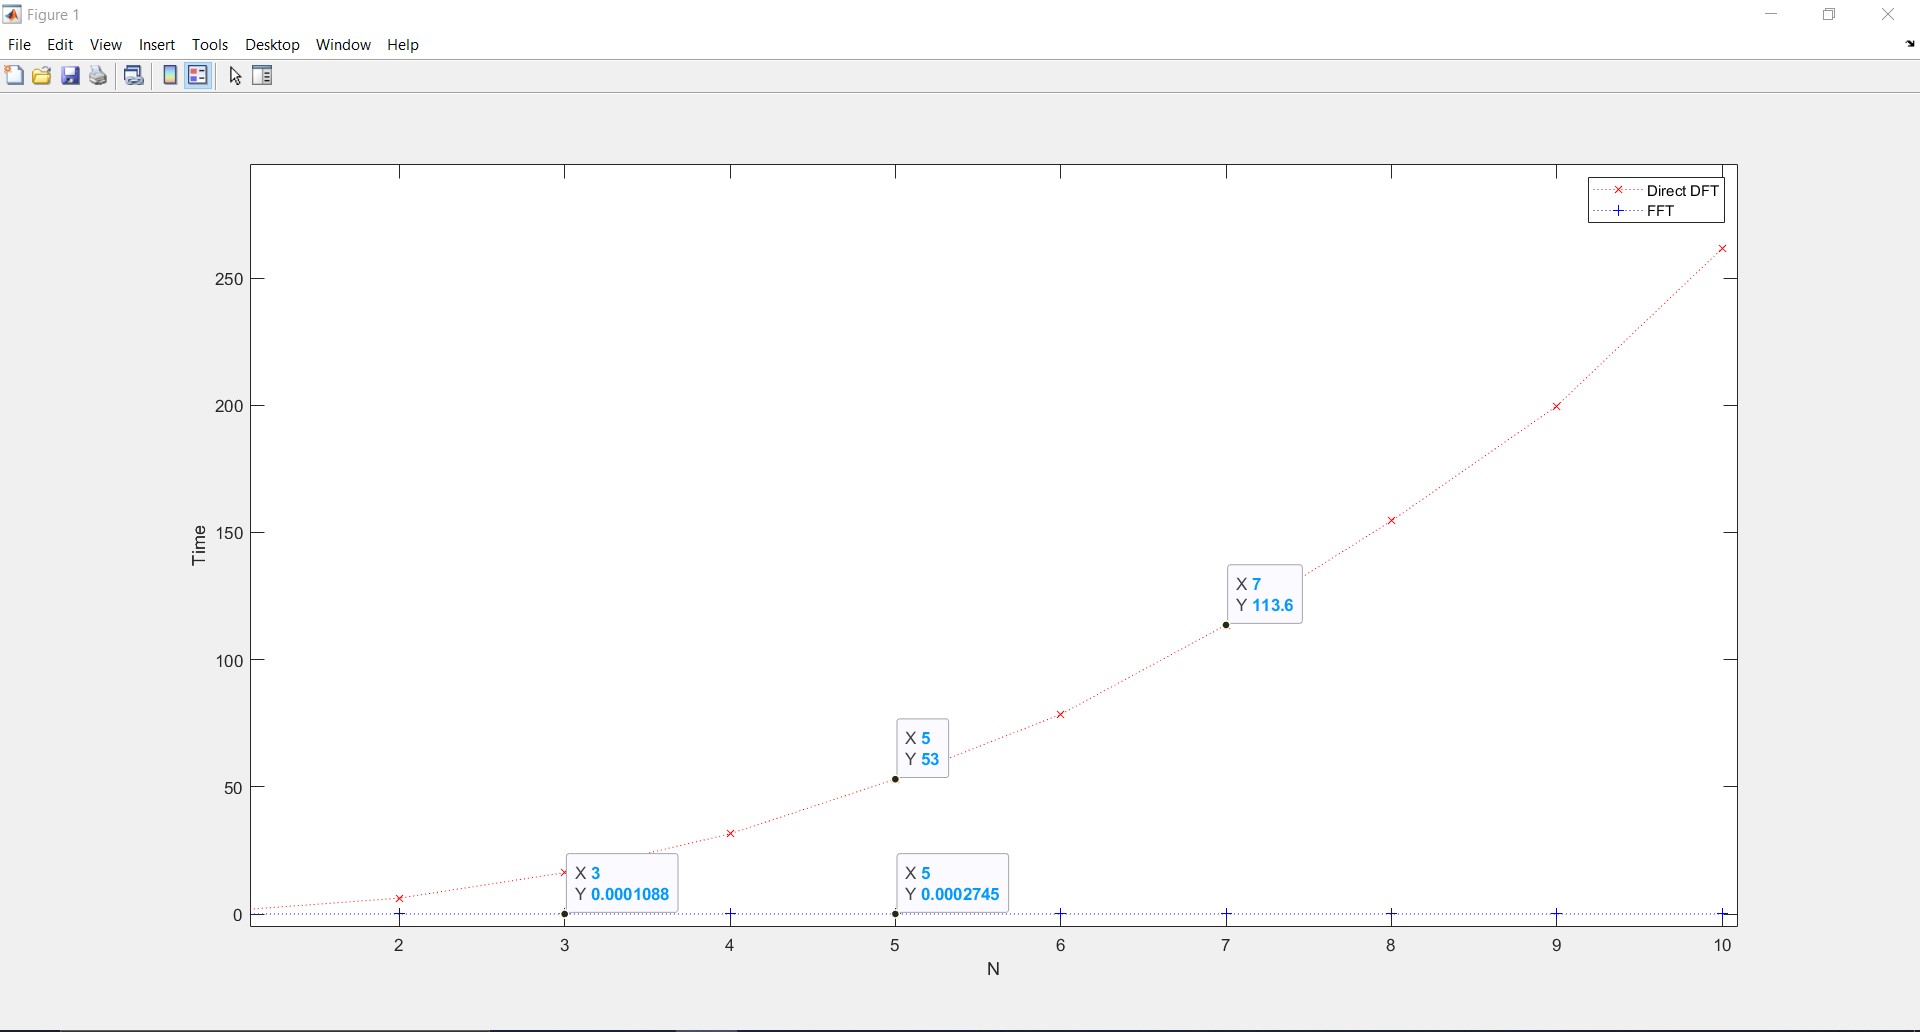 Figure 1
File Edit View Insert Tools Desktop Window Help
Direct DFT
FFT
250
200
150
100
50
0
Time
X 7
Y 113.6
X 5
Y 53
X 3
Y 0.0001088
X 5
Y 0.0002745
2 3 4 5 6 7 8 9 10
N